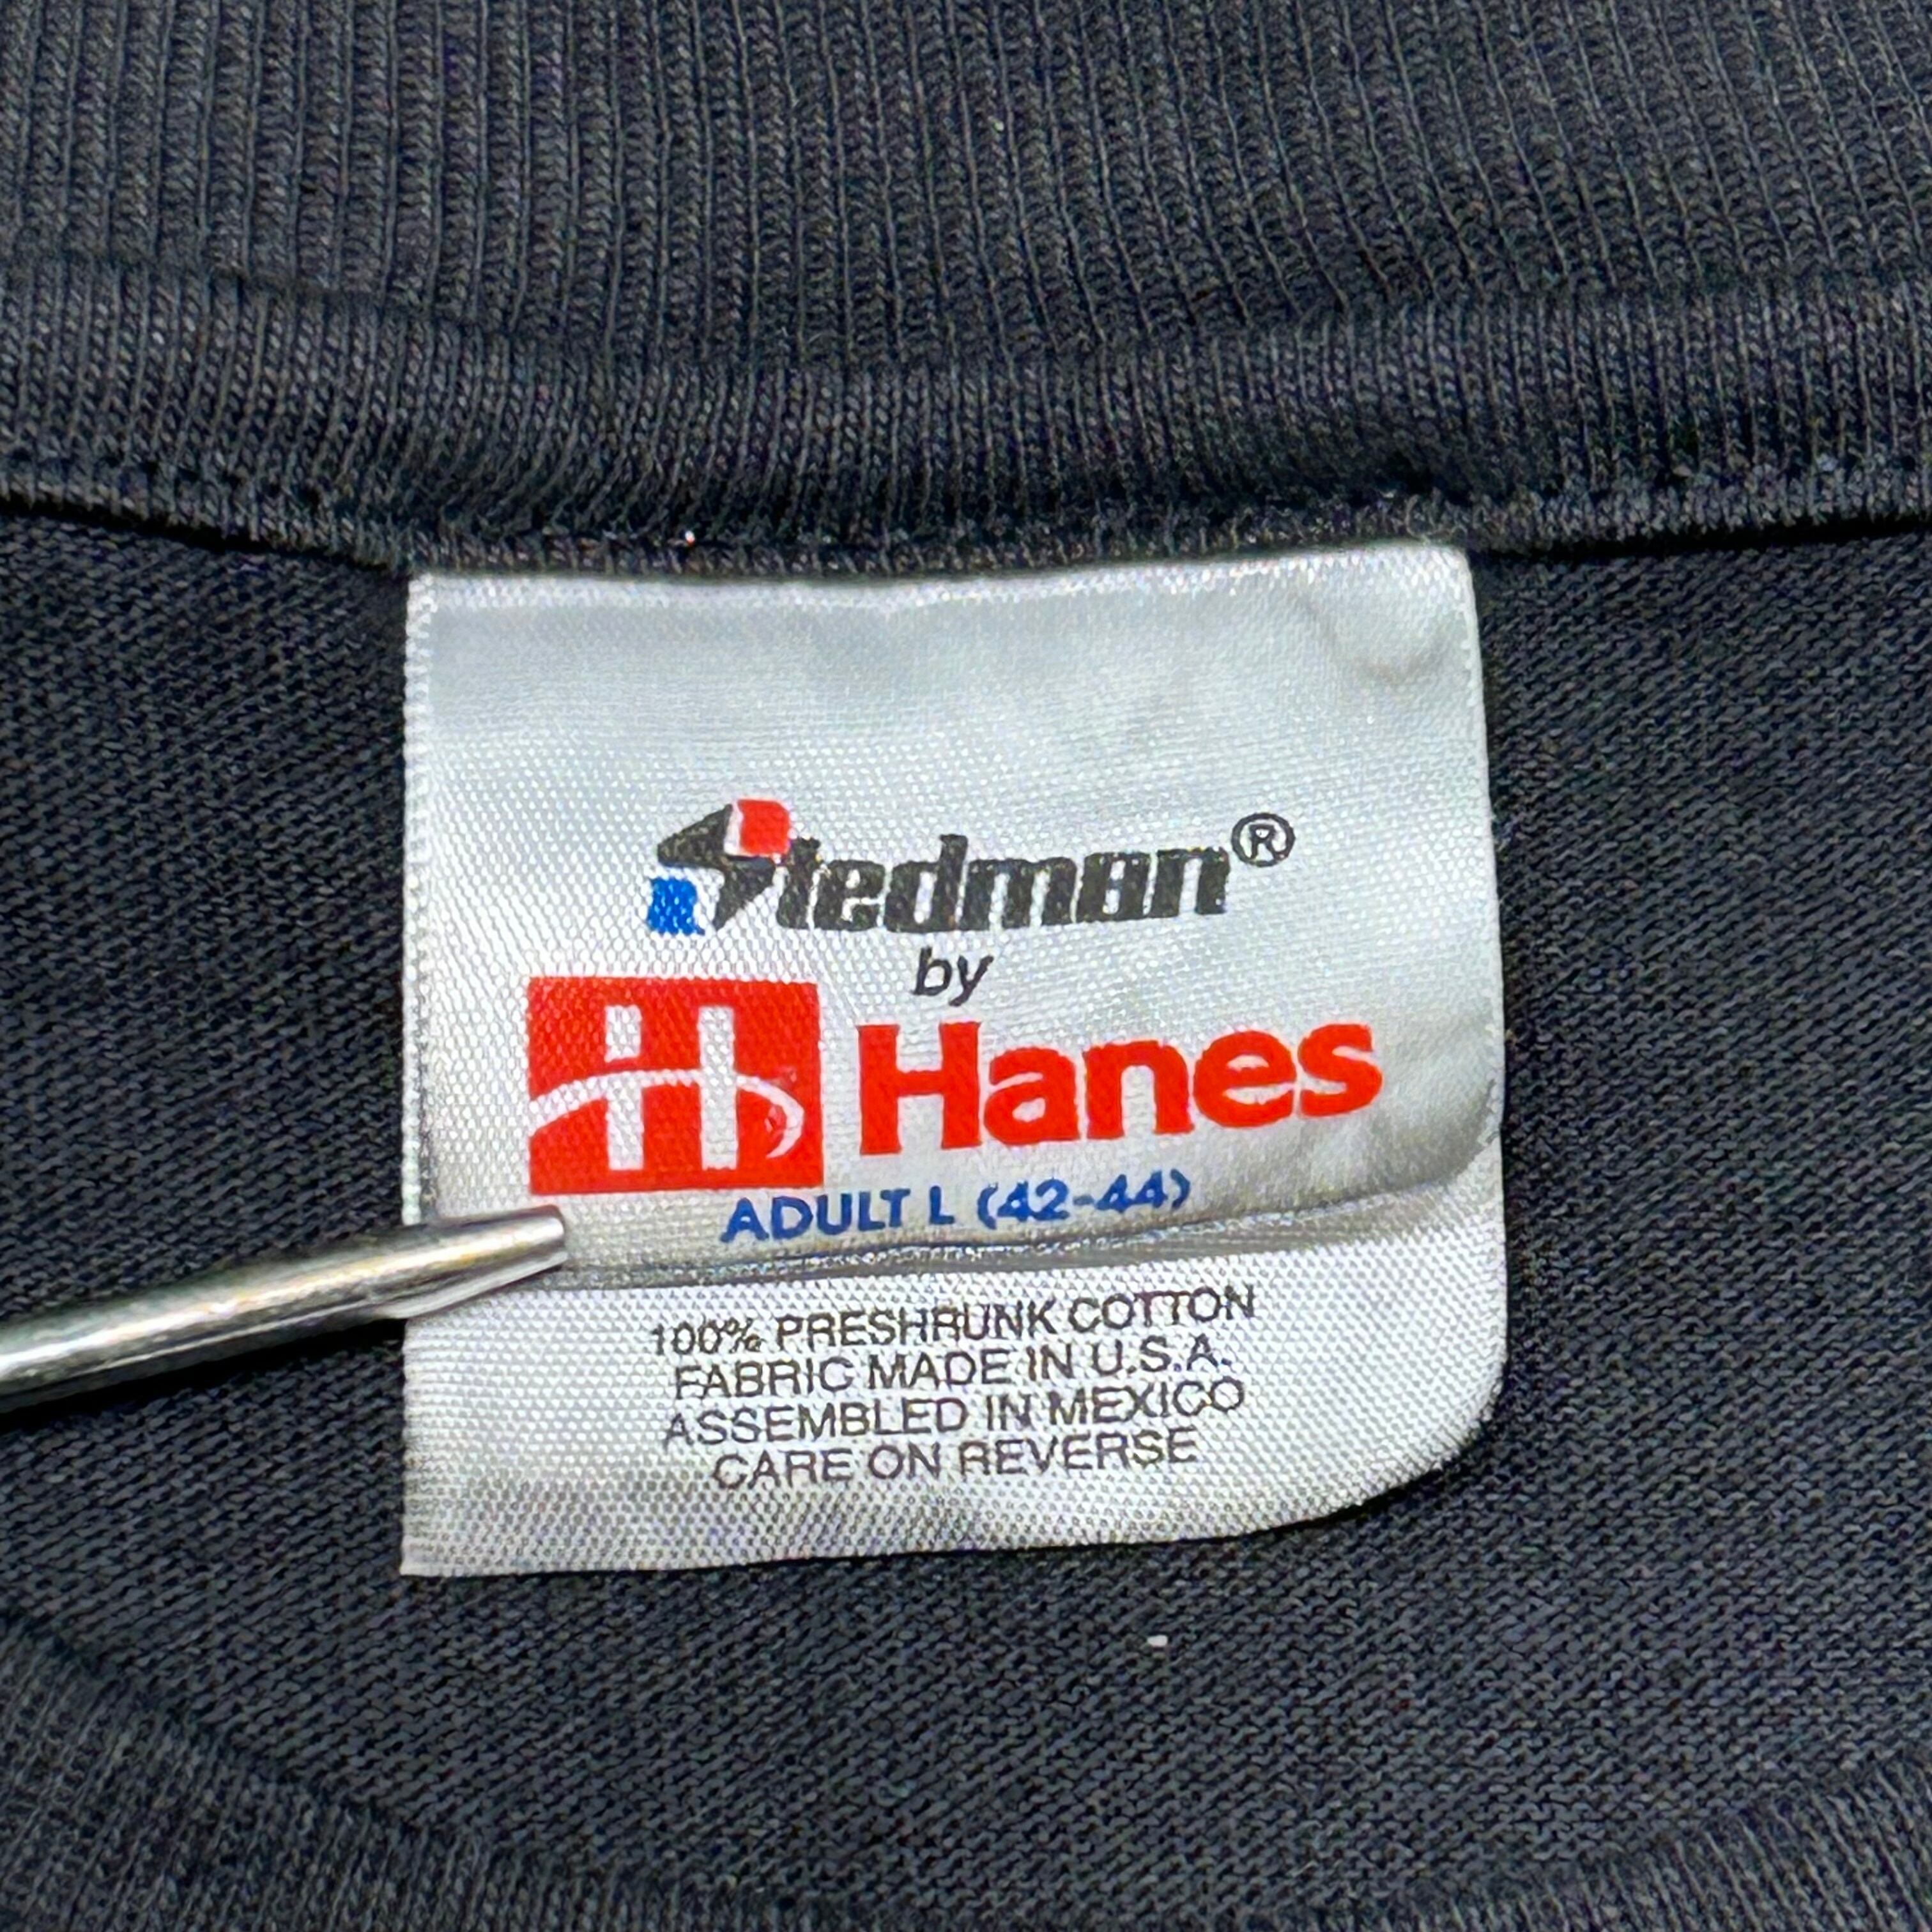 Stedman®
by
H Hanes
ADULT L (42-44)
100% PRESHRUNK COTTON
FABRIC MADE IN U.S.A.
ASSEMBLED IN MEXICO
CARE ON REVERSE